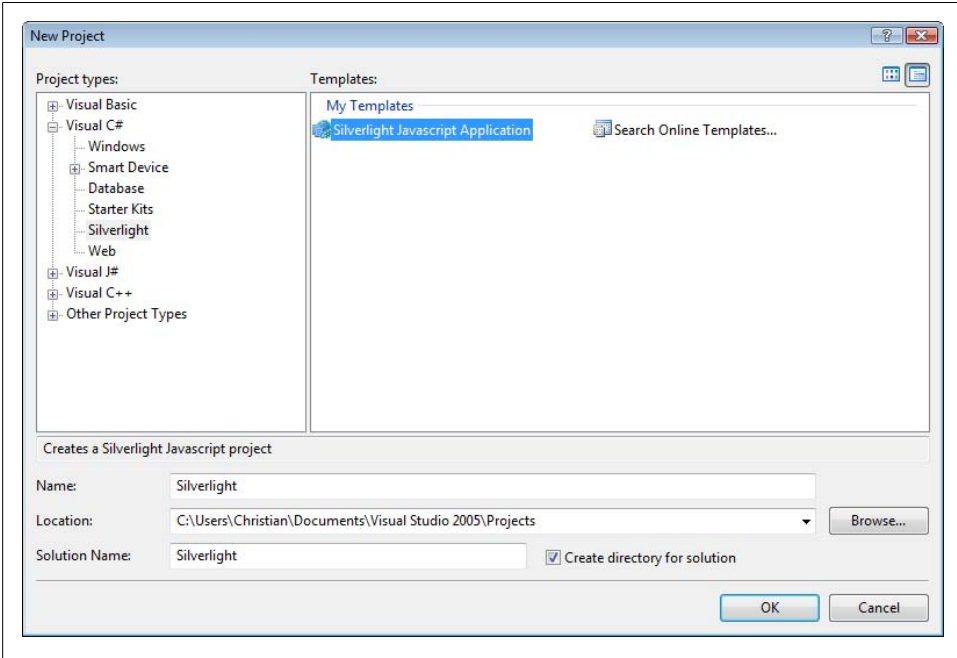 New Project
Project types:
Templates:
Visual Basic
Visual C#
Windows
Smart Device
Database
Starter Kits
Silverlight
Web
Visual J#
Visual C++
Other Project Types
My Templates
Silverlight Javascript Application
Search Online Templates...
Creates a Silverlight Javascript project
Name:
Silverlight
Location:
C:\Users\Christian\Documents\Visual Studio 2005\Projects
Browse...
Solution Name:
Silverlight
Create directory for solution
OK
Cancel